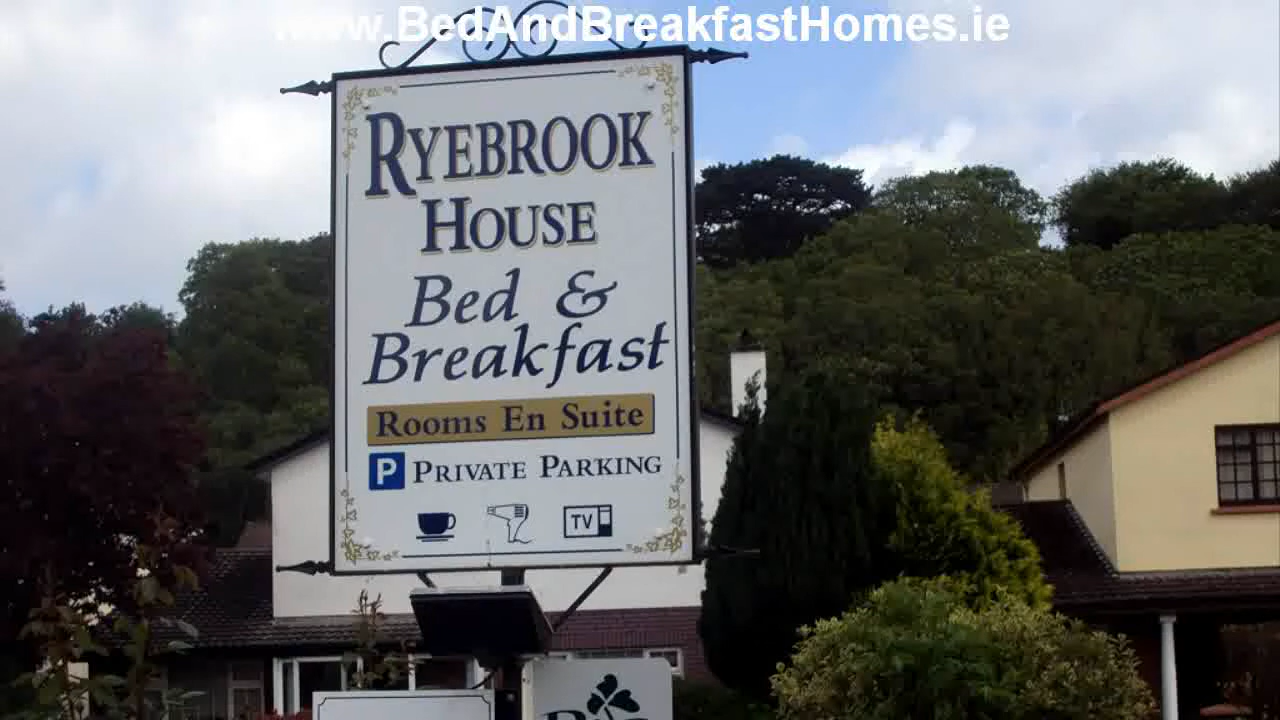 www.BedAndBreakfastHomes.ie
RYEBROOK
HOUSE
Bed &
Breakfast
Rooms En Suite
P PRIVATE PARKING
TV